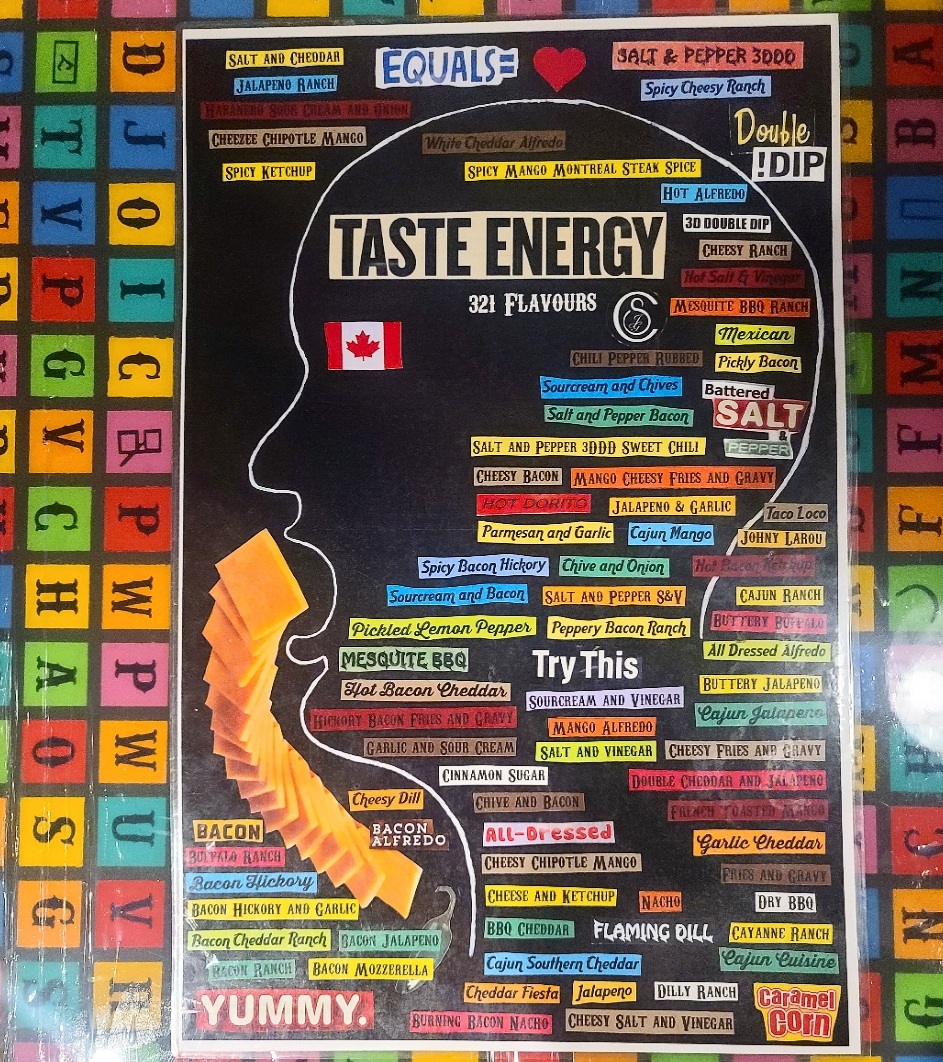 SALT AND CHEDDAR
EQUALS=
SALT & PEPPER 3DDD
JALAPENO RANCH
Spicy Cheesy Ranch
HABANERO SOUR CREAM AND ONION
Double
!DIP
CHEEZEE CHIPOTLE MANGO
White Cheddar Alfredo
SPICY KETCHUP
SPICY MANGO MONTREAL STEAK SPICE
HOT ALFREDO
TASTE ENERGY
3D DOUBLE DIP
CHEESY RANCH
Hot Salt & Vinegar
321 FLAVOURS
MESQUITE BBQ RANCH
Mexican
CHILI PEPPER RUBBED
Pickly Bacon
Sourcream and Chives
Battered
SALT
&
PEPPER
Salt and Pepper Bacon
SALT AND PEPPER 3DDD SWEET CHILI
CHEESY BACON
MANGO CHEESY FRIES AND GRAVY
HOT DORITO
JALAPENO & GARLIC
Taco Loco
Parmesan and Garlic
Cajun Mango
JOHNY LAROU
Spicy Bacon Hickory
Chive and Onion
Hot Bacon Ketchup
Sourcream and Bacon
SALT AND PEPPER S&V
CAJUN RANCH
Pickled Lemon Pepper
Peppery Bacon Ranch
BUTTERY BUFFALO
MESQUITE BBQ
Try This
All Dressed Alfredo
Hot Bacon Cheddar
SOURCREAM AND VINEGAR
BUTTERY JALAPENO
HICKORY BACON FRIES AND GRAVY
MANGO ALFREDO
Cajun Jalapeno
GARLIC AND SOUR CREAM
SALT AND VINEGAR
CHEESY FRIES AND GRAVY
CINNAMON SUGAR
DOUBLE CHEDDAR AND JALAPENO
Cheesy Dill
CHIVE AND BACON
FRENCH TOASTED MANGO
BACON
BACON
ALFREDO
All-Dressed
Garlic Cheddar
BUFFALO RANCH
CHEESY CHIPOTLE MANGO
FRIES AND GRAVY
Bacon Hickory
CHEESE AND KETCHUP
NACHO
DRY BBQ
BACON HICKORY AND GARLIC
BBQ CHEDDAR
FLAMING DILL
CAYANNE RANCH
Bacon Cheddar Ranch
BACON JALAPENO
Cajun Southern Cheddar
Cajun Cuisine
BACON RANCH
BACON MOZZERELLA
Cheddar Fiesta
Jalapeno
DILLY RANCH
Caramel
Corn
YUMMY.
BURNING BACON NACHO
CHEESY SALT AND VINEGAR